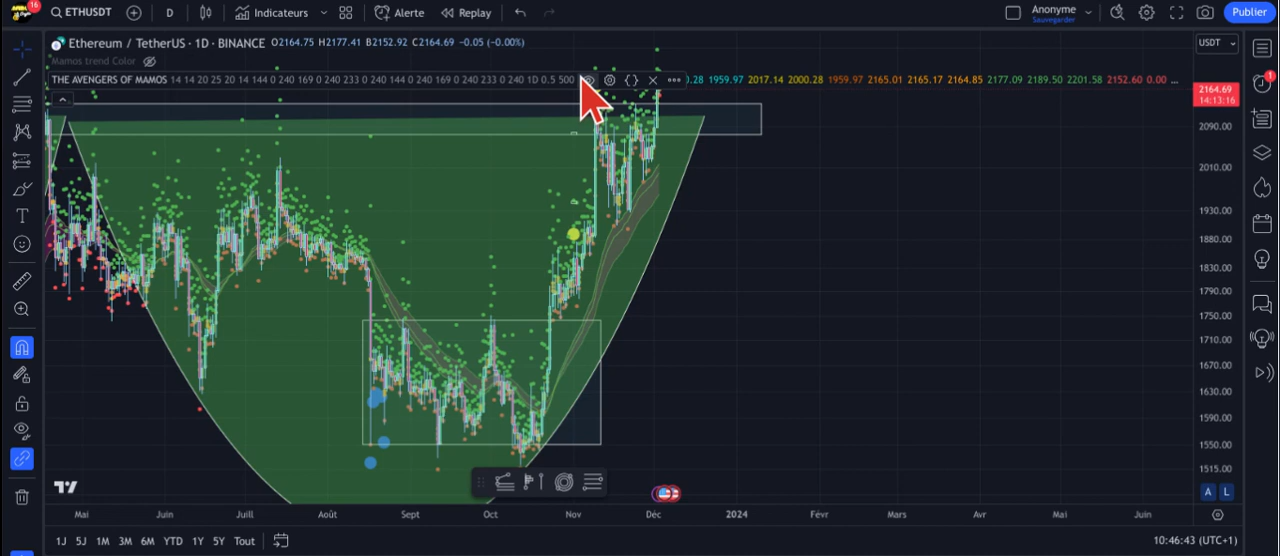 16 ETHUSDT D Indicateurs Alerte Replay Anonyme Sauvegarder Publier
Ethereum / TetherUS · 1D · BINANCE O2164.75 H2177.41 B2152.92 C2164.69 -0.05 (-0.00%) USDT
Mamos trend Color
THE AVENGERS OF MAMOS 14 14 20 25 20 14 144 0 240 169 0 240 233 0 240 144 0 240 169 0 240 233 0 240 1D 0.5 500 0.28 1959.97 2017.14 2000.28 1959.97 2165.01 2165.17 2164.85 2177.09 2189.50 2201.58 2152.60 0.00 ...
2164.69
14:13:16
2090.00
2010.00
1930.00
1880.00
1830.00
1790.00
1750.00
1710.00
1670.00
1630.00
1590.00
1550.00
1515.00
A L
Mai Juin Juill Août Sept Oct Nov Déc 2024 Févr Mars Avr Mai Juin
1J 5J 1M 3M 6M YTD 1Y 5Y Tout 10:46:43 (UTC+1)